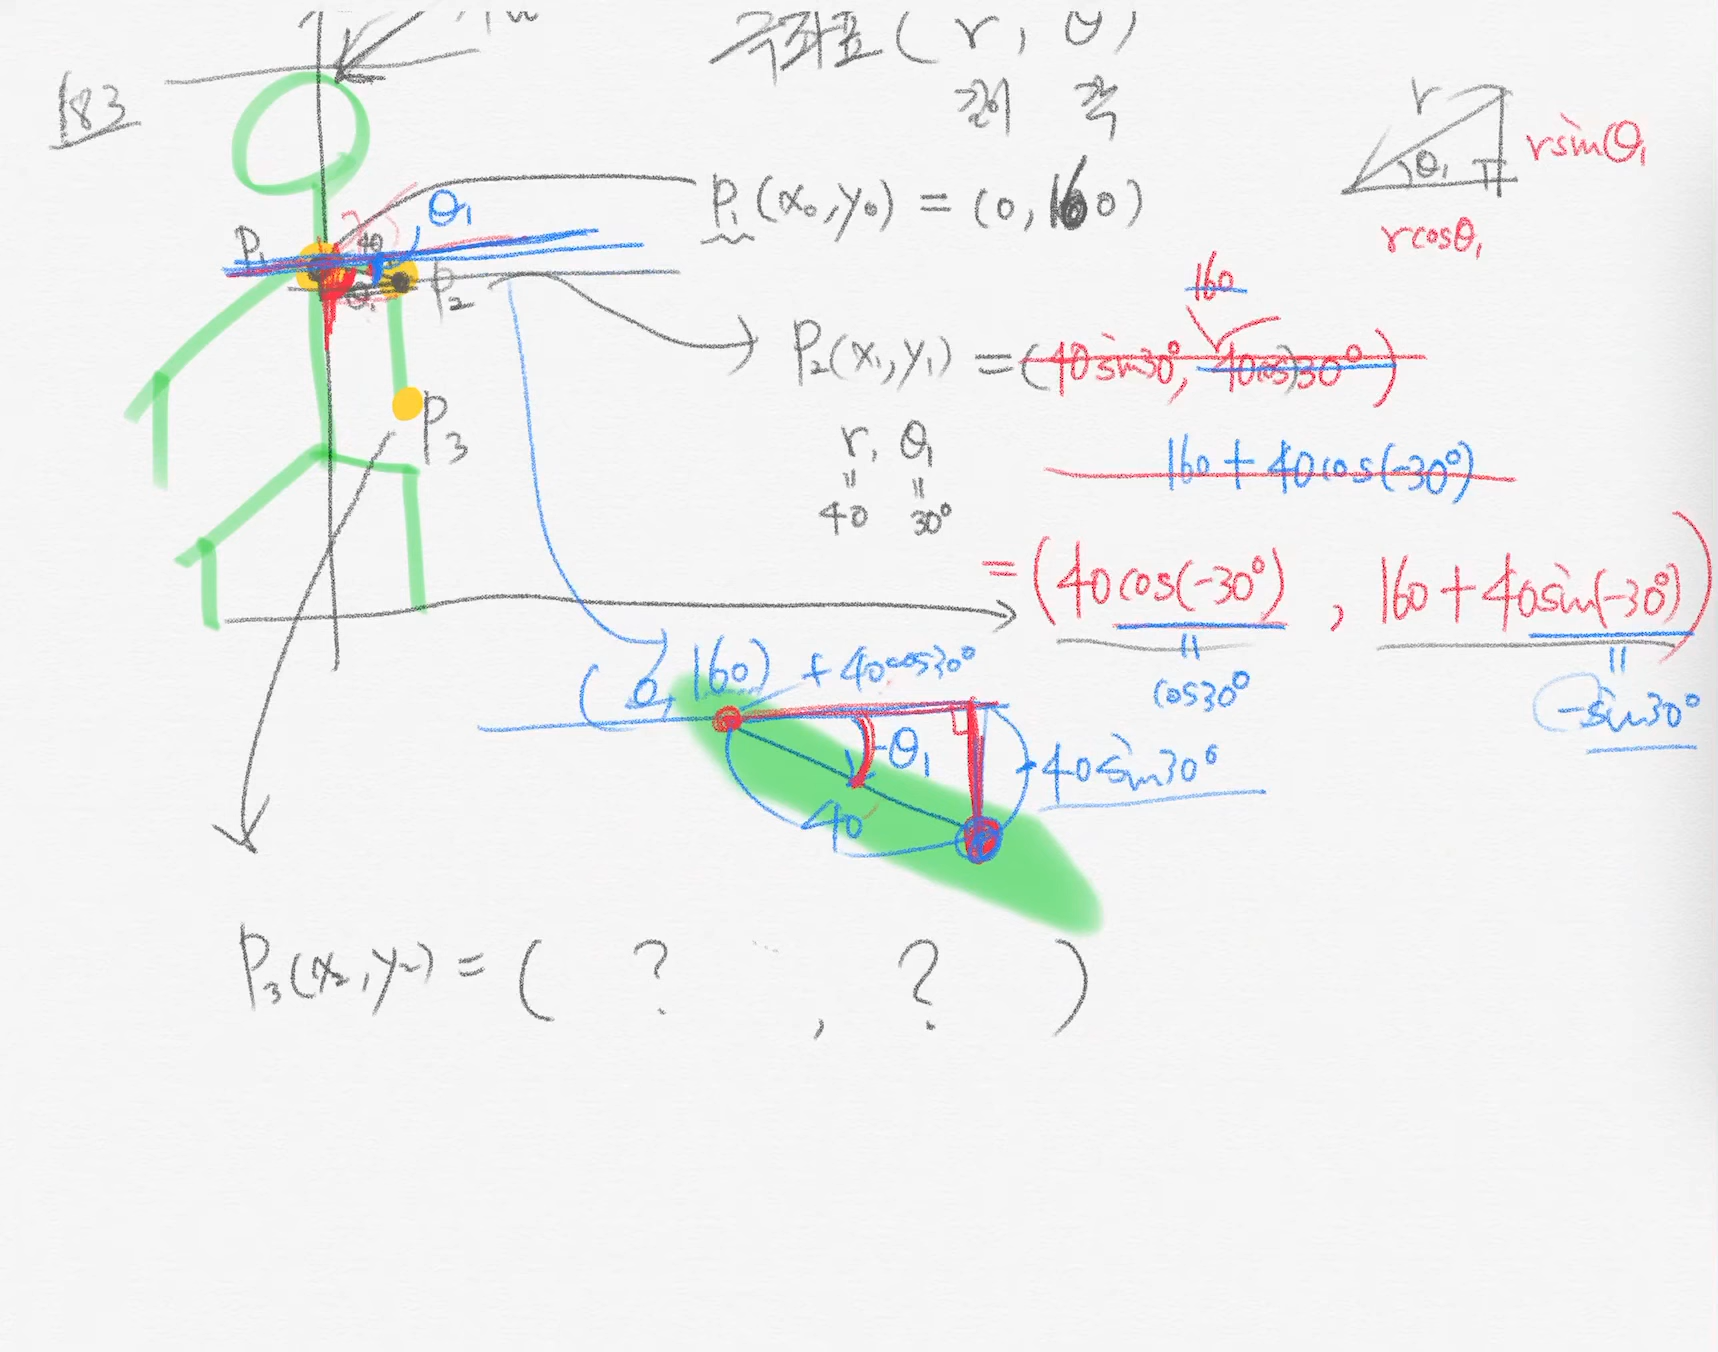 극좌표( r, θ)
거리 각
183
r
θ₁
rsinθ₁
rcosθ₁
P₁(x₀,y₀) = (0, 160)
θ₁
P₁
40
θ₁
P₂
160
P₂(x₁,y₁) = (40sin30°, 40cos30°)
P₃
r, θ₁
= =
40 30°
160+40cos(-30°)
= (40cos(-30°) , 160+40sin(-30°))
= =
cos30° -sin30°
(0, 160) +40cos30°
-θ₁
40sin30°
40
P₃(x₂,y₂) = ( ? , ? )